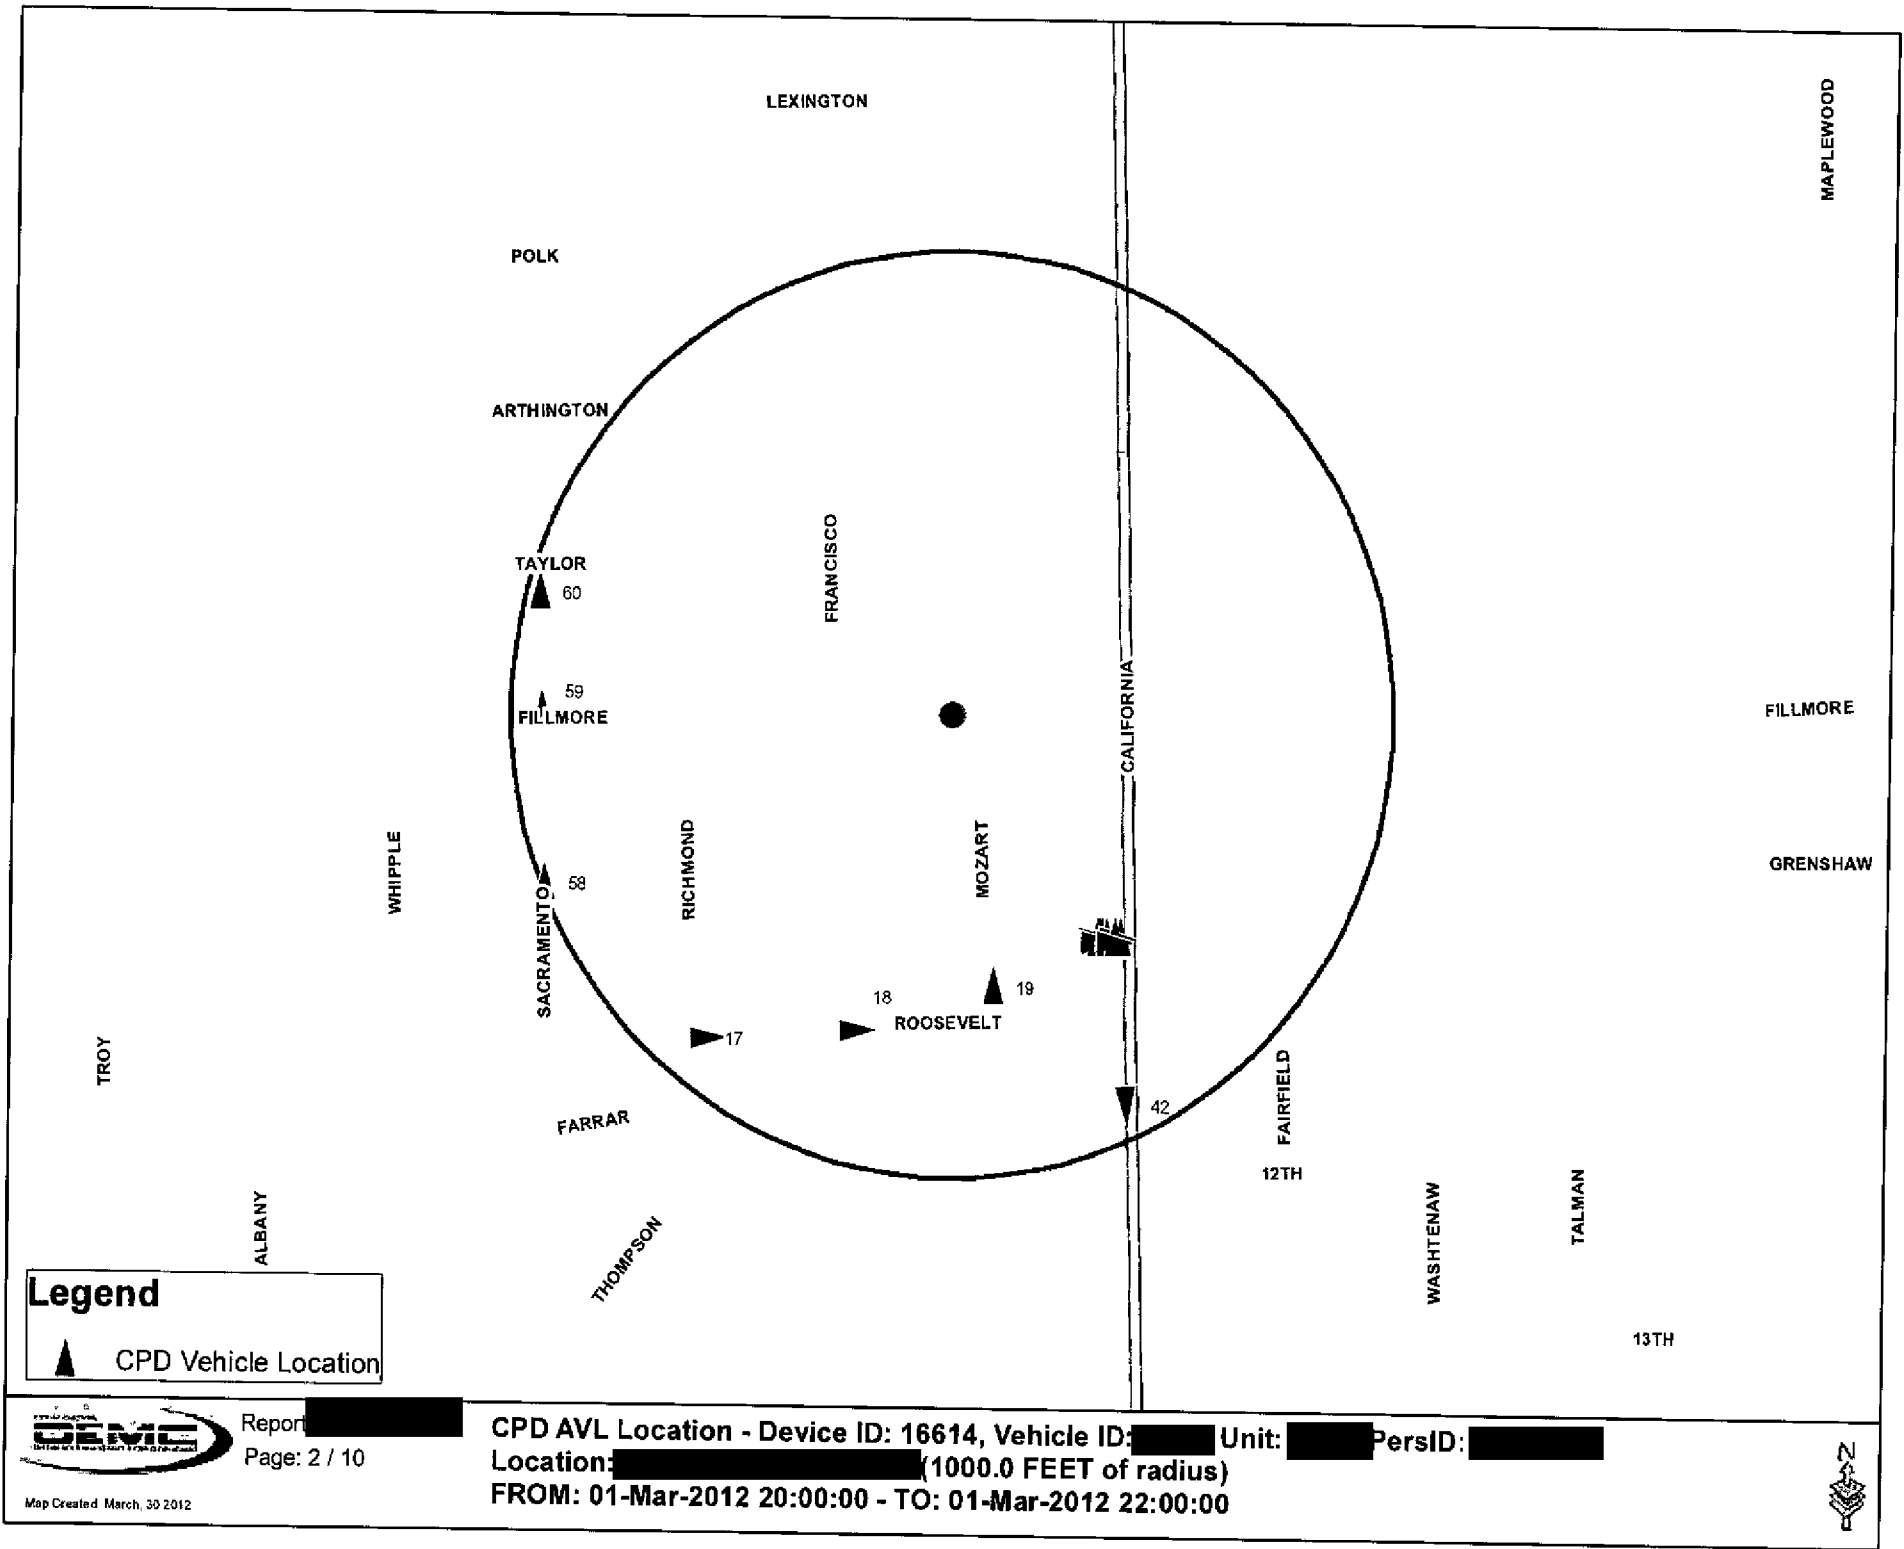 LEXINGTON
MAPLEWOOD
POLK
ARTHINGTON
FRANCISCO
TAYLOR
60
59
FILLMORE
CALIFORNIA
FILLMORE
WHIPPLE
RICHMOND
MOZART
GRENSHAW
58
SACRAMENTO
18
19
ROOSEVELT
17
TROY
42
FAIRFIELD
FARRAR
12TH
ALBANY
THOMPSON
WASHTENAW
TALMAN
13TH
Legend
CPD Vehicle Location
OEMC
Report
Page: 2 / 10
Map Created March, 30 2012
CPD AVL Location - Device ID: 16614, Vehicle ID: Unit: PersID:
Location: (1000.0 FEET of radius)
FROM: 01-Mar-2012 20:00:00 - TO: 01-Mar-2012 22:00:00
N